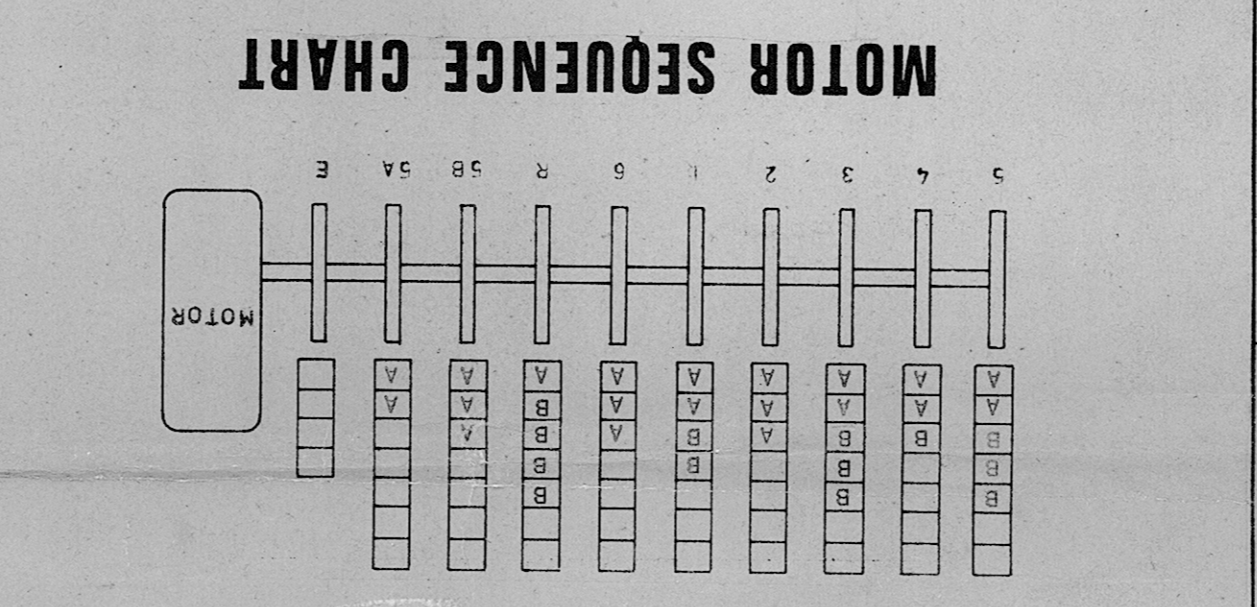 B B B
B B B B
B B B A B A B A
A A A A A A B A A
A A A A A A A A A
MOTOR
5 4 3 2 1 6 R 5B 5A E
MOTOR SEQUENCE CHART